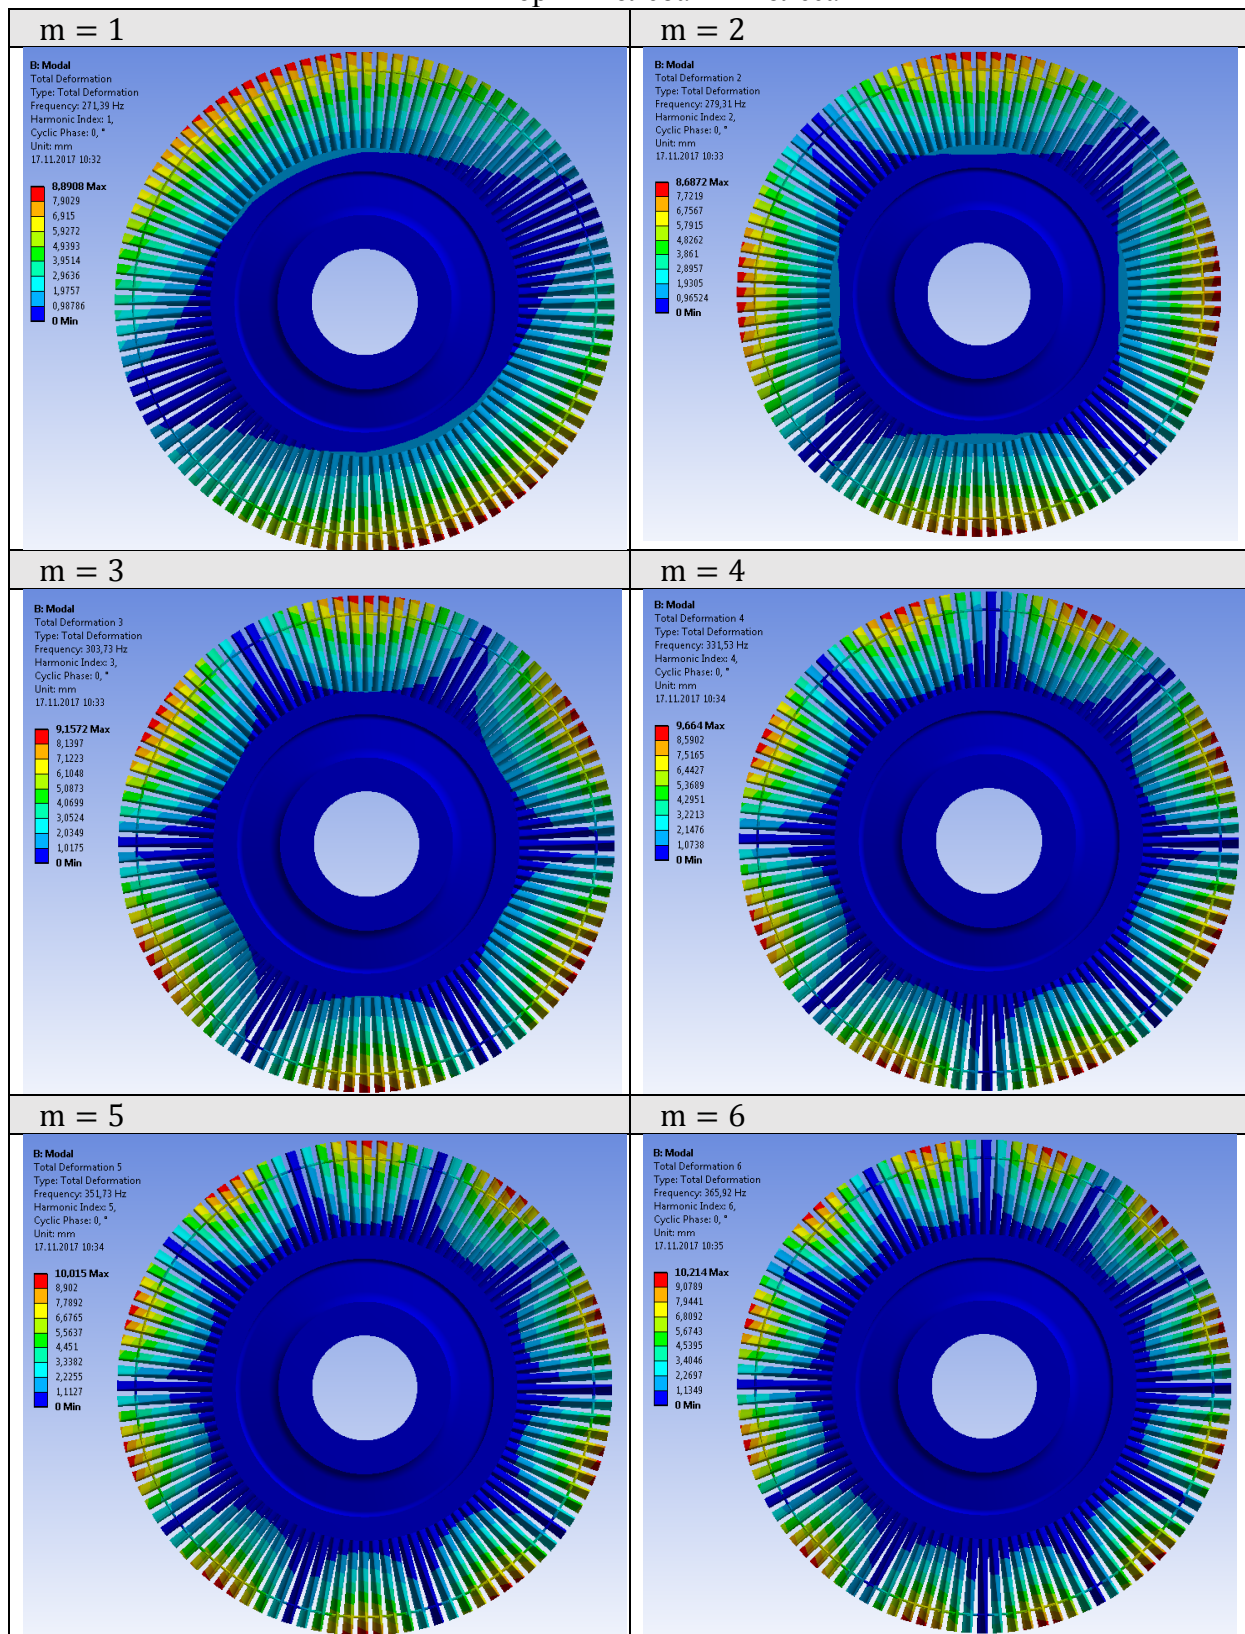 m = 1
B: Modal
Total Deformation
Type: Total Deformation
Frequency: 271,39 Hz
Harmonic Index: 1,
Cyclic Phase: 0, °
Unit: mm
17.11.2017 10:32
8,8908 Max
7,9029
6,915
5,9272
4,9393
3,9514
2,9636
1,9757
0,98786
0 Min
m = 2
B: Modal
Total Deformation 2
Type: Total Deformation
Frequency: 279,31 Hz
Harmonic Index: 2,
Cyclic Phase: 0, °
Unit: mm
17.11.2017 10:33
8,6872 Max
7,7219
6,7567
5,7915
4,8262
3,861
2,8957
1,9305
0,96524
0 Min
m = 3
B: Modal
Total Deformation 3
Type: Total Deformation
Frequency: 303,73 Hz
Harmonic Index: 3,
Cyclic Phase: 0, °
Unit: mm
17.11.2017 10:33
9,1572 Max
8,1397
7,1223
6,1048
5,0873
4,0699
3,0524
2,0349
1,0175
0 Min
m = 4
B: Modal
Total Deformation 4
Type: Total Deformation
Frequency: 331,53 Hz
Harmonic Index: 4,
Cyclic Phase: 0, °
Unit: mm
17.11.2017 10:34
9,664 Max
8,5902
7,5165
6,4427
5,3689
4,2951
3,2213
2,1476
1,0738
0 Min
m = 5
B: Modal
Total Deformation 5
Type: Total Deformation
Frequency: 351,73 Hz
Harmonic Index: 5,
Cyclic Phase: 0, °
Unit: mm
17.11.2017 10:34
10,015 Max
8,902
7,7892
6,6765
5,5637
4,451
3,3382
2,2255
1,1127
0 Min
m = 6
B: Modal
Total Deformation 6
Type: Total Deformation
Frequency: 365,92 Hz
Harmonic Index: 6,
Cyclic Phase: 0, °
Unit: mm
17.11.2017 10:35
10,214 Max
9,0789
7,9441
6,8092
5,6743
4,5395
3,4046
2,2697
1,1349
0 Min